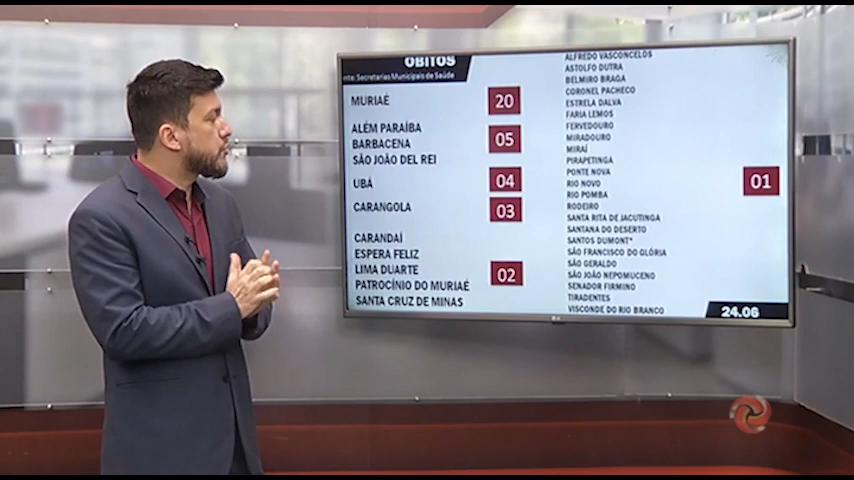 ÓBITOS
nte: Secretarias Municipais de Saúde
MURIAÉ
20
ALÉM PARAÍBA
BARBACENA
SÃO JOÃO DEL REI
05
UBÁ
04
CARANGOLA
03
CARANDAÍ
ESPERA FELIZ
LIMA DUARTE
PATROCÍNIO DO MURIAÉ
SANTA CRUZ DE MINAS
02
ALFREDO VASCONCELOS
ASTOLFO DUTRA
BELMIRO BRAGA
CORONEL PACHECO
ESTRELA DALVA
FARIA LEMOS
FERVEDOURO
MIRADOURO
MIRAÍ
PIRAPETINGA
PONTE NOVA
RIO NOVO
RIO POMBA
RODEIRO
SANTA RITA DE JACUTINGA
SANTANA DO DESERTO
SANTOS DUMONT*
SÃO FRANCISCO DO GLÓRIA
SÃO GERALDO
SÃO JOÃO NEPOMUCENO
SENADOR FIRMINO
TIRADENTES
VISCONDE DO RIO BRANCO
01
24.06
LG